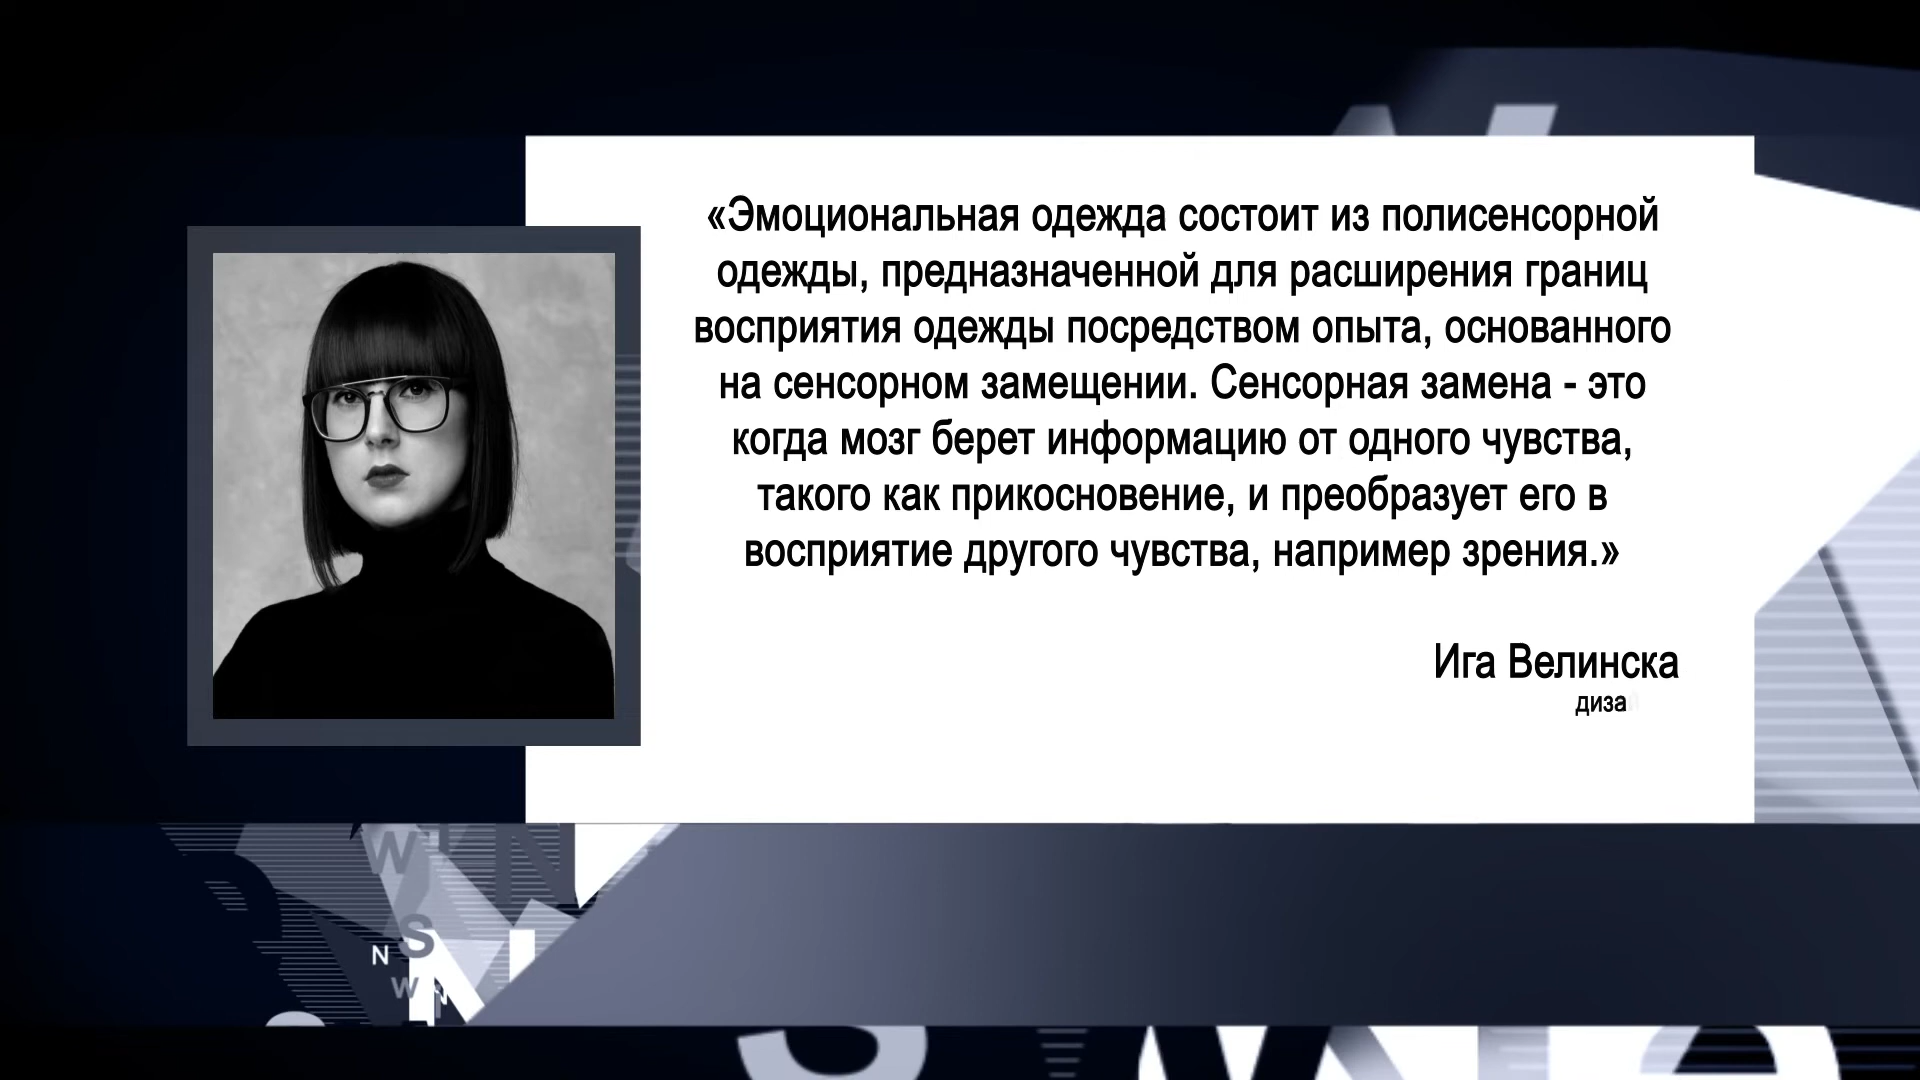 «Эмоциональная одежда состоит из полисенсорной
одежды, предназначенной для расширения границ
восприятия одежды посредством опыта, основанного
на сенсорном замещении. Сенсорная замена - это
когда мозг берет информацию от одного чувства,
такого как прикосновение, и преобразует его в
восприятие другого чувства, например зрения.»
Ига Велинска
диза
W
N
S
N
W
N